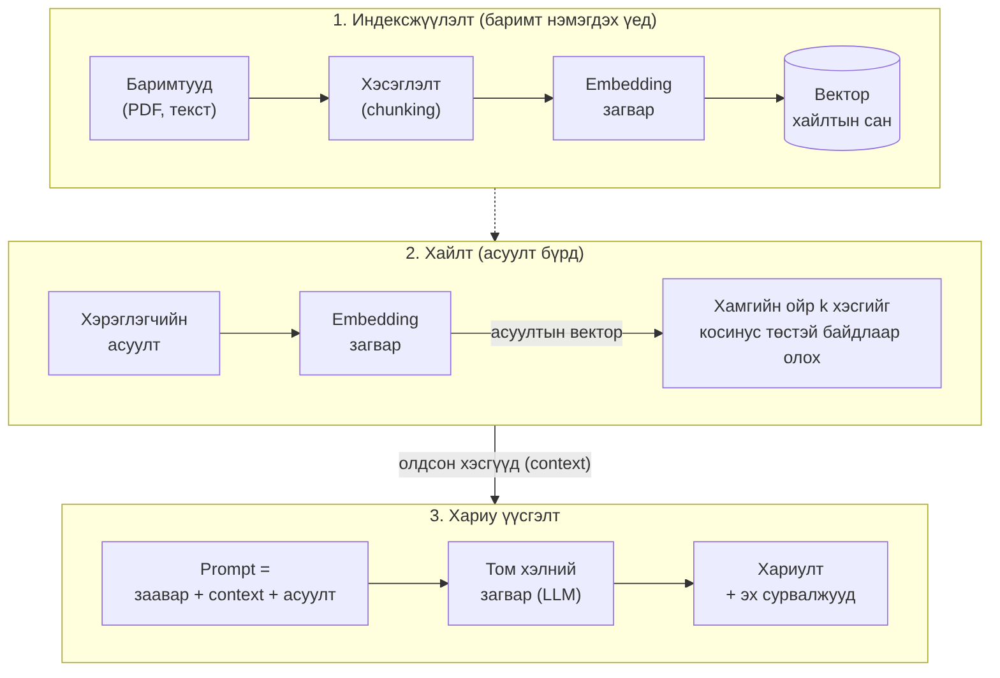 1. Индексжүүлэлт (баримт нэмэгдэх үед)
Баримтууд
(PDF, текст)
Хэсэглэлт
(chunking)
Embedding
загвар
Вектор
хайлтын сан
2. Хайлт (асуулт бүрд)
Хэрэглэгчийн
асуулт
Embedding
загвар
асуултын вектор
Хамгийн ойр k хэсгийг
косинус төстэй байдлаар
олох
олдсон хэсгүүд (context)
3. Хариу үүсгэлт
Prompt =
заавар + context + асуулт
Том хэлний
загвар (LLM)
Хариулт
+ эх сурвалжууд